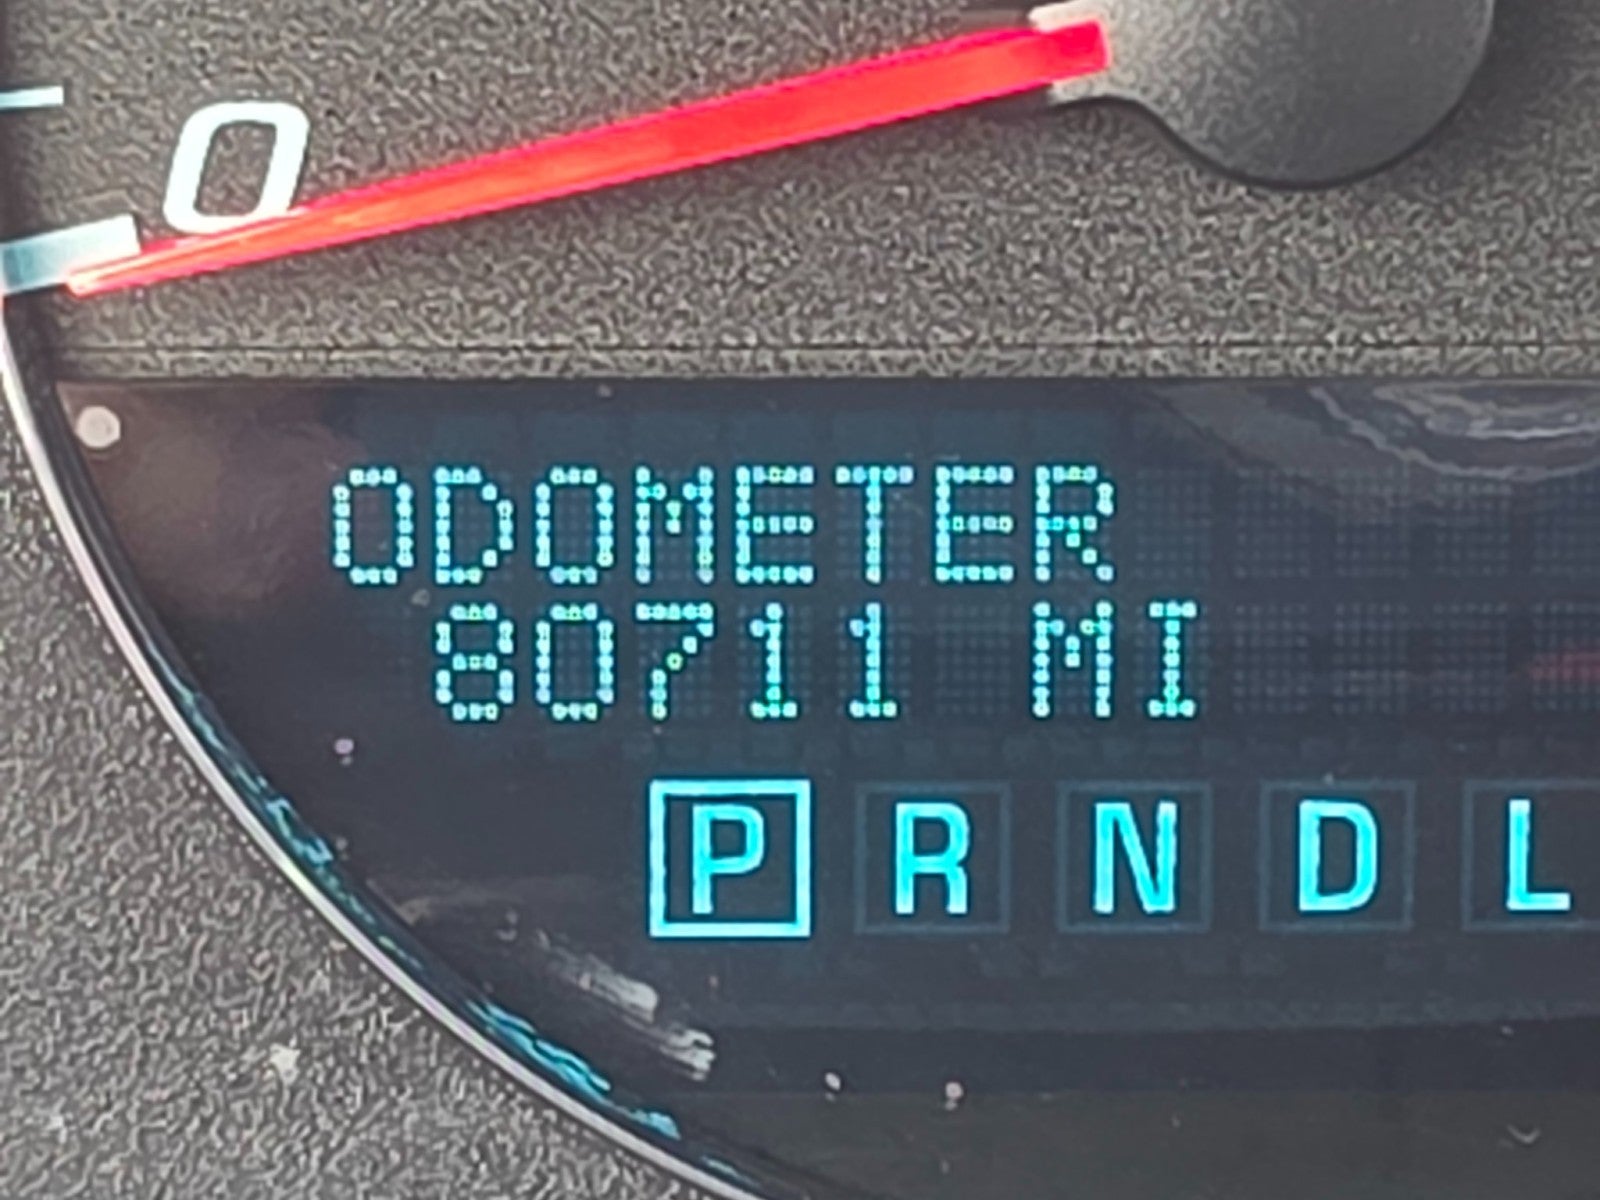 0
ODOMETER
80711 MI
P R N D L